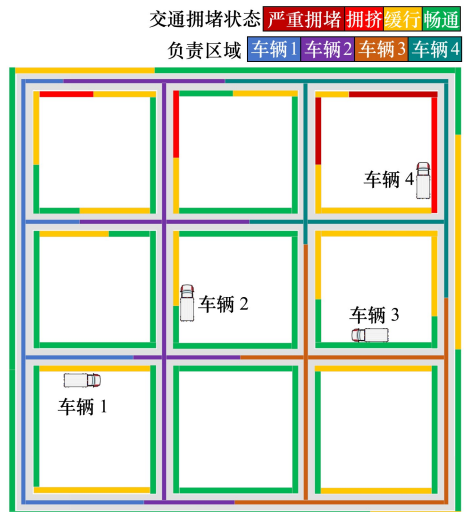 交通拥堵状态 严重拥堵 拥挤 缓行 畅通
负责区域 车辆1 车辆2 车辆3 车辆4
车辆 4
车辆 2
车辆 3
车辆 1